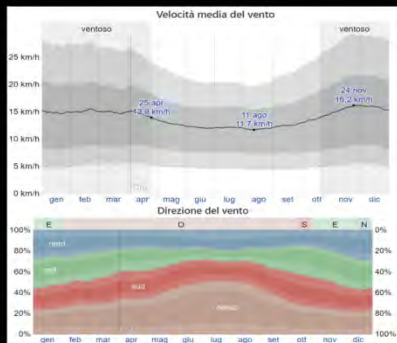 Velocità media del vento
ventoso ventoso
25 km/h
20 km/h
15 km/h
10 km/h
5 km/h
0 km/h
25 apr
13,9 km/h
11 ago
11,7 km/h
24 nov
16,2 km/h
gen feb mar apr mag giu lug ago set ott nov dic
Direzione del vento
E O S E N
100% 0%
80% 20%
60% 40%
40% 60%
20% 80%
0% 100%
nord
est
sud
ovest
gen feb mar apr mag giu lug ago set ott nov dic